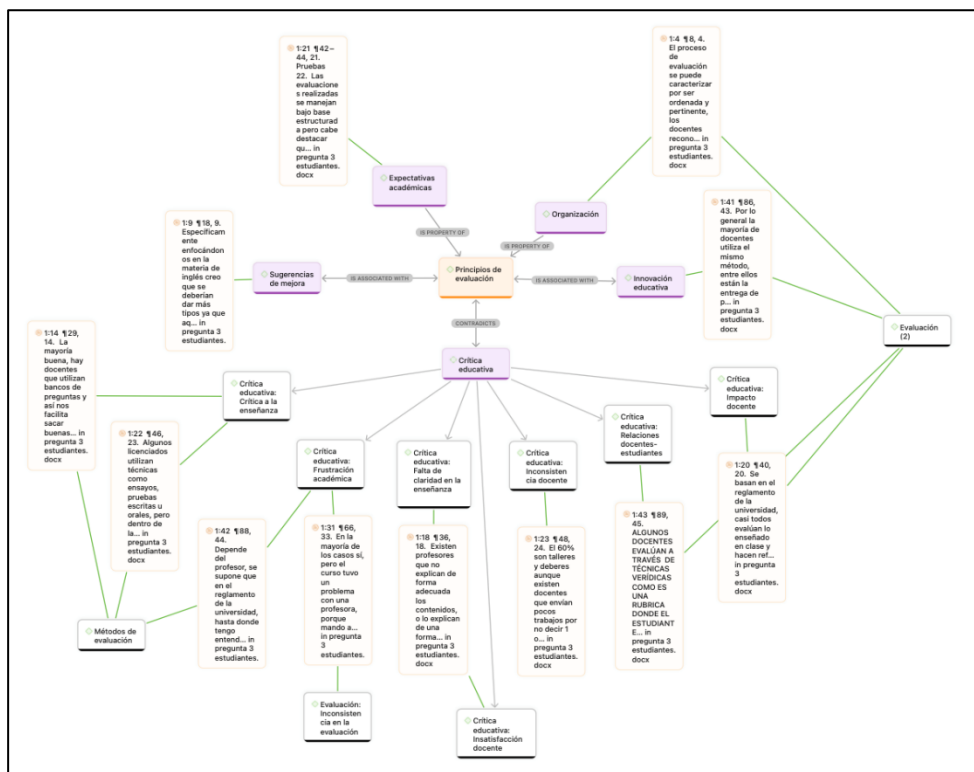 1:21 ¶42–
44, 21.
Pruebas
22. Las
evaluacione
s realizadas
se manejan
bajo base
estructurad
a pero cabe
destacar
qu... in
pregunta 3
estudiantes.
docx
1:4 ¶8, 4.
El proceso
de
evaluación
se puede
caracterizar
por ser
ordenada y
pertinente,
los
docentes
recono... in
pregunta 3
estudiantes.
docx
Expectativas
académicas
Organización
1:41 ¶86,
43. Por lo
general la
mayoría de
docentes
utiliza el
mismo
método,
entre ellos
están la
entrega de
p... in
pregunta 3
estudiantes.
docx
1:9 ¶18, 9.
Específicam
ente
enfocándon
os en la
materia de
inglés creo
que se
deberían
dar más
tipos ya que
aq... in
pregunta 3
estudiantes.
IS PROPERTY OF
IS PROPERTY OF
Sugerencias
de mejora
IS ASSOCIATED WITH
Principios de
evaluación
IS ASSOCIATED WITH
Innovación
educativa
CONTRADICTS
Evaluación
(2)
1:14 ¶29,
14. La
mayoría
buena, hay
docentes
que utilizan
bancos de
preguntas y
así nos
facilita
sacar
buenas... in
pregunta 3
estudiantes.
docx
Crítica
educativa
Crítica
educativa:
Crítica a la
enseñanza
Crítica
educativa:
Impacto
docente
Crítica
educativa:
Relaciones
docentes-
estudiantes
1:22 ¶46,
23. Algunos
licenciados
utilizan
técnicas
como
ensayos,
pruebas
escritas u
orales, pero
dentro de
la... in
pregunta 3
estudiantes.
docx
Crítica
educativa:
Frustración
académica
Crítica
educativa:
Falta de
claridad en la
enseñanza
Crítica
educativa:
Inconsisten
cia docente
1:20 ¶40,
20. Se
basan en el
reglamento
de la
universidad,
casi todos
evalúan lo
enseñado
en clase y
hacen ref...
in pregunta
3
estudiantes.
docx
1:42 ¶88,
44.
Depende
del
profesor, se
supone que
en el
reglamento
de la
universidad,
hasta donde
tengo
entend... in
pregunta 3
estudiantes.
1:31 ¶66,
33. En la
mayoría de
los casos sí,
pero el
curso tuvo
un
problema
con una
profesora,
porque
mando a...
in pregunta
3
estudiantes.
1:18 ¶36,
18. Existen
profesores
que no
explican de
forma
adecuada
los
contenidos,
o lo explican
de una
forma... in
pregunta 3
estudiantes.
docx
1:23 ¶48,
24. El 60%
son talleres
y deberes
aunque
existen
docentes
que envían
pocos
trabajos por
no decir 1
o... in
pregunta 3
estudiantes.
docx
1:43 ¶89,
45.
ALGUNOS
DOCENTES
EVALÚAN A
TRAVÉS DE
TÉCNICAS
VERÍDICAS
COMO ES
UNA
RUBRICA
DONDE EL
ESTUDIANT
E... in
pregunta 3
estudiantes.
docx
Métodos de
evaluación
Evaluación:
Inconsisten
cia en la
evaluación
Crítica
educativa:
Insatisfacción
docente